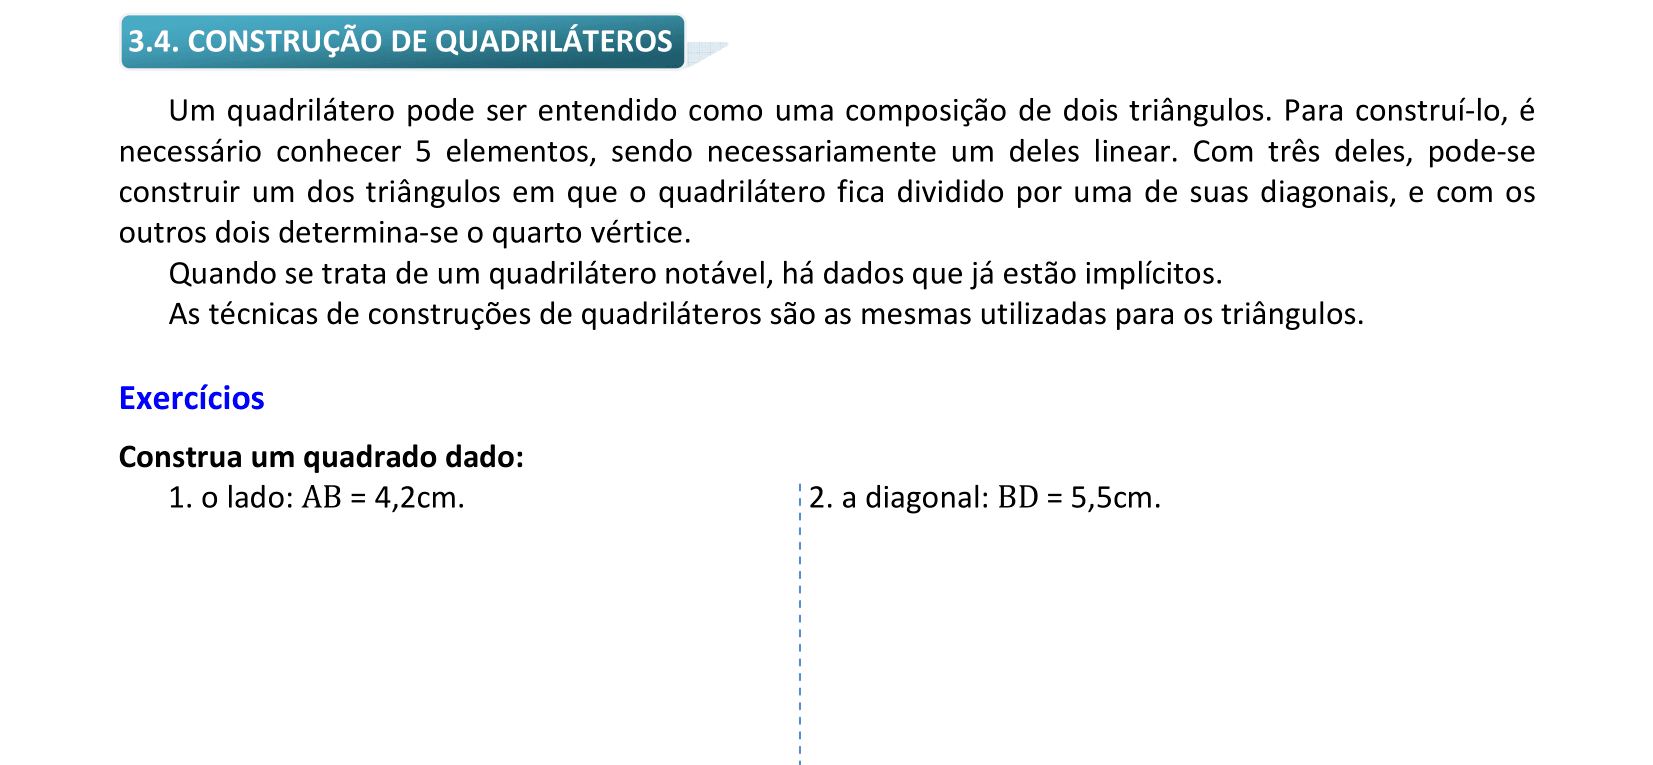 3.4. CONSTRUÇÃO DE QUADRILÁTEROS
Um quadrilátero pode ser entendido como uma composição de dois triângulos. Para construí-lo, é
necessário conhecer 5 elementos, sendo necessariamente um deles linear. Com três deles, pode-se
construir um dos triângulos em que o quadrilátero fica dividido por uma de suas diagonais, e com os
outros dois determina-se o quarto vértice.
Quando se trata de um quadrilátero notável, há dados que já estão implícitos.
As técnicas de construções de quadriláteros são as mesmas utilizadas para os triângulos.
Exercícios
Construa um quadrado dado:
1. o lado: AB = 4,2cm.
2. a diagonal: BD = 5,5cm.